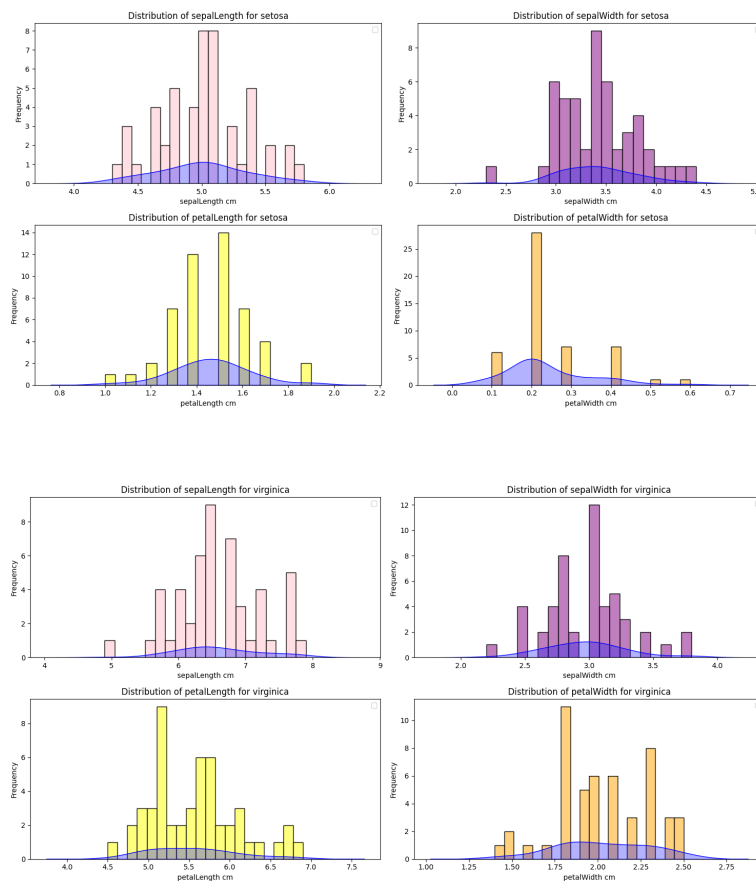 Distribution of sepalLength for setosa
Frequency
8
7
6
5
4
3
2
1
0
4.0 4.5 5.0 5.5 6.0
sepalLength cm
Distribution of sepalWidth for setosa
Frequency
8
6
4
2
0
2.0 2.5 3.0 3.5 4.0 4.5
sepalWidth cm
Distribution of petalLength for setosa
Frequency
14
12
10
8
6
4
2
0
0.8 1.0 1.2 1.4 1.6 1.8 2.0 2.2
petalLength cm
Distribution of petalWidth for setosa
Frequency
25
20
15
10
5
0
0.0 0.1 0.2 0.3 0.4 0.5 0.6 0.7
petalWidth cm
Distribution of sepalLength for virginica
Frequency
8
6
4
2
0
4 5 6 7 8 9
sepalLength cm
Distribution of sepalWidth for virginica
Frequency
12
10
8
6
4
2
0
2.0 2.5 3.0 3.5 4.0
sepalWidth cm
Distribution of petalLength for virginica
Frequency
8
6
4
2
0
4.0 4.5 5.0 5.5 6.0 6.5 7.0 7.5
petalLength cm
Distribution of petalWidth for virginica
Frequency
10
8
6
4
2
0
1.00 1.25 1.50 1.75 2.00 2.25 2.50 2.75
petalWidth cm